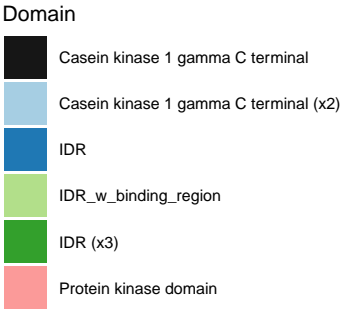 Domain
Casein kinase 1 gamma C terminal
Casein kinase 1 gamma C terminal (x2)
IDR
IDR_w_binding_region
IDR (x3)
Protein kinase domain